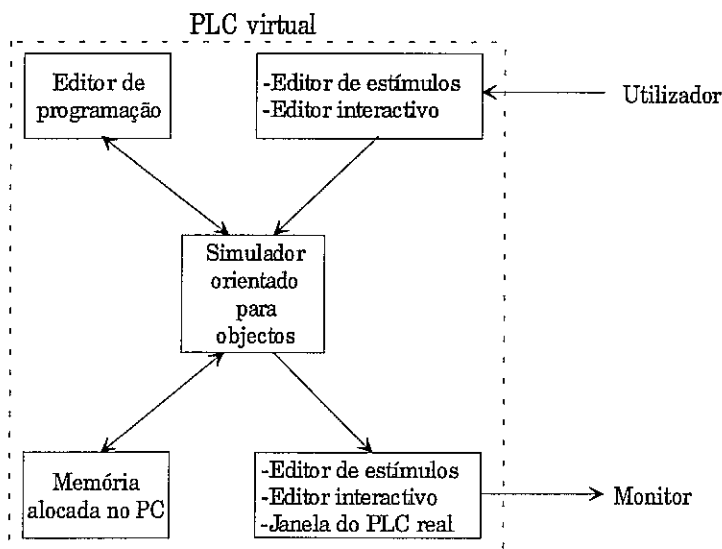 PLC virtual
Editor de
programação
-Editor de estímulos
-Editor interactivo
Utilizador
Simulador
orientado
para
objectos
Memória
alocada no PC
-Editor de estímulos
-Editor interactivo
-Janela do PLC real
Monitor